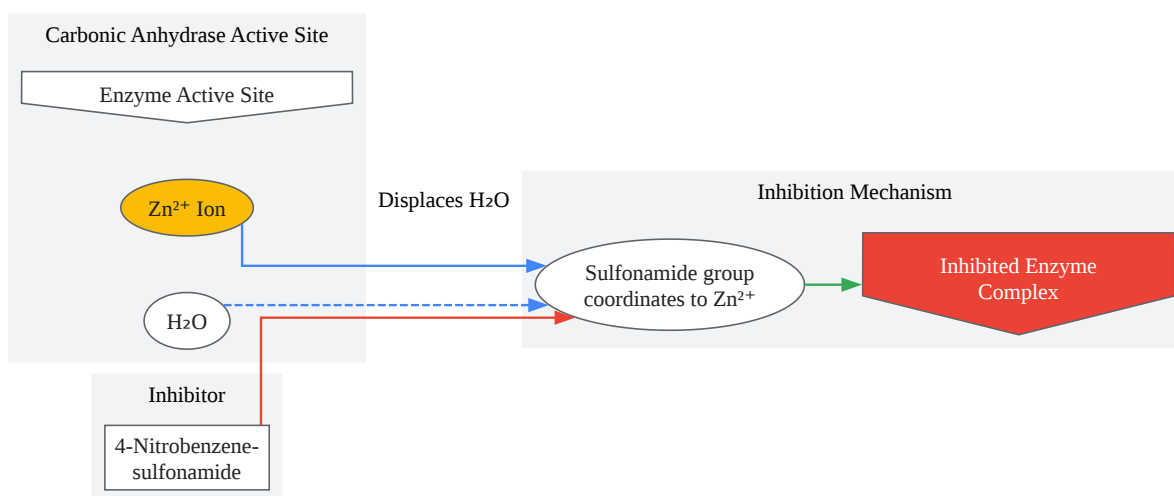 Carbonic Anhydrase Active Site
Enzyme Active Site
Zn²⁺ Ion
H₂O
Displaces H₂O
Inhibition Mechanism
Sulfonamide group
coordinates to Zn²⁺
Inhibited Enzyme
Complex
Inhibitor
4-Nitrobenzene-
sulfonamide